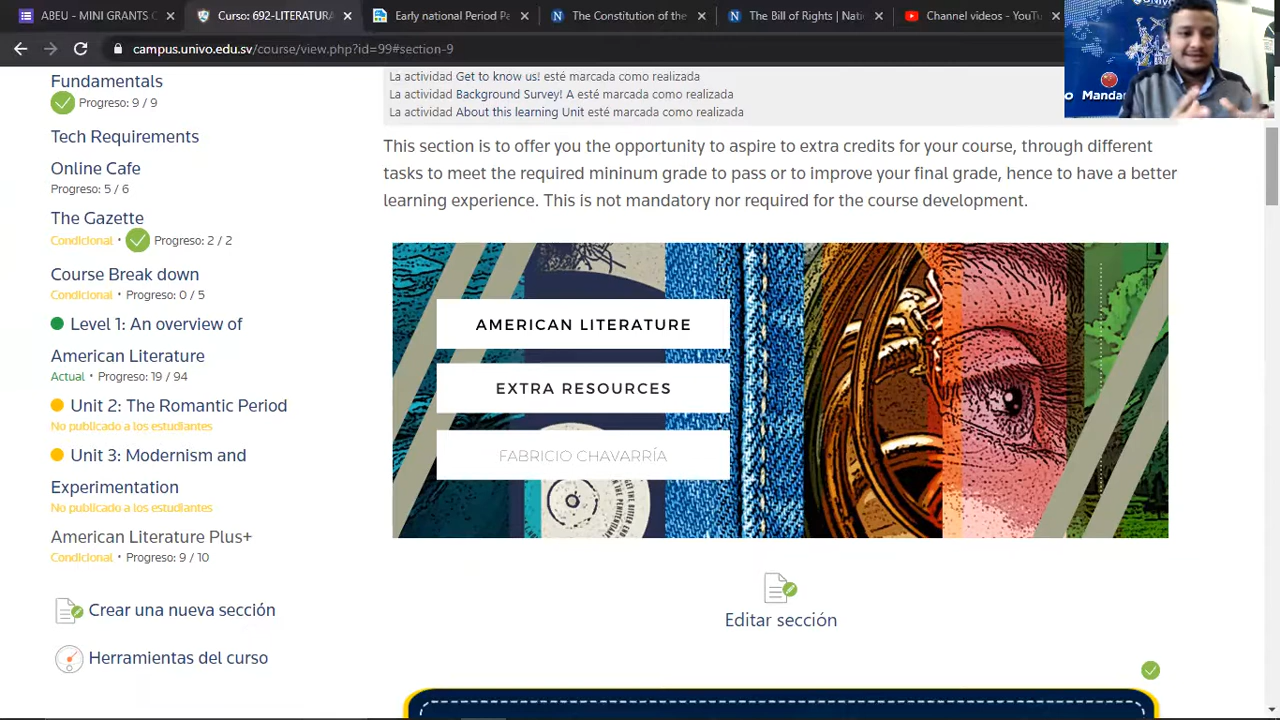 ABEU - MINI GRANTS C
Curso: 692-LITERATURA
Early national Period Pa
The Constitution of the
The Bill of Rights | Nati
Channel videos - YouTu
campus.univo.edu.sv/course/view.php?id=99#section-9
Mandar
Fundamentals
Progreso: 9 / 9
Tech Requirements
Online Cafe
Progreso: 5 / 6
The Gazette
Condicional • Progreso: 2 / 2
Course Break down
Condicional • Progreso: 0 / 5
Level 1: An overview of
American Literature
Actual • Progreso: 19 / 94
Unit 2: The Romantic Period
No publicado a los estudiantes
Unit 3: Modernism and
Experimentation
No publicado a los estudiantes
American Literature Plus+
Condicional • Progreso: 9 / 10
Crear una nueva sección
Herramientas del curso
La actividad Get to know us! esté marcada como realizada
La actividad Background Survey! A esté marcada como realizada
La actividad About this learning Unit esté marcada como realizada
This section is to offer you the opportunity to aspire to extra credits for your course, through different
tasks to meet the required mininum grade to pass or to improve your final grade, hence to have a better
learning experience. This is not mandatory nor required for the course development.
AMERICAN LITERATURE
EXTRA RESOURCES
FABRICIO CHAVARRÍA
Editar sección